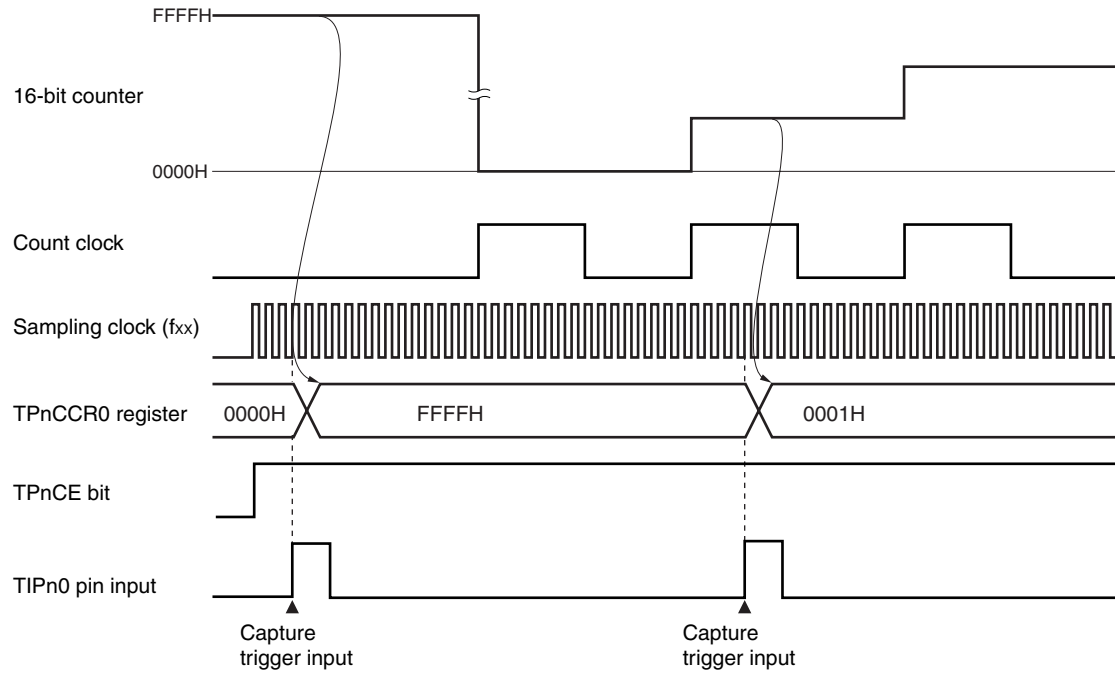 FFFFH
16-bit counter
0000H
Count clock
Sampling clock (fxx)
TPnCCR0 register
0000H
FFFFH
0001H
TPnCE bit
TIPn0 pin input
Capture
trigger input
Capture
trigger input